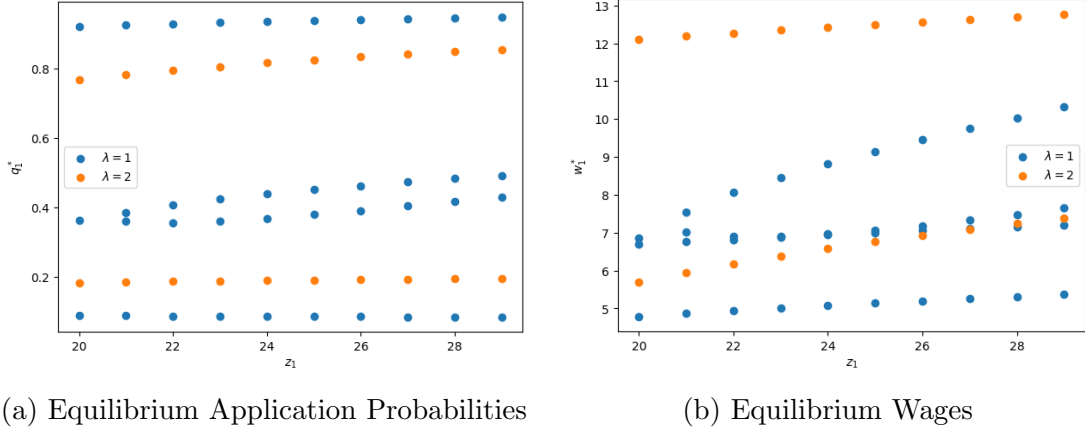 0.8
0.6
0.4
0.2
q₁*
λ = 1
λ = 2
20 22 24 26 28
z₁
13
12
11
10
9
8
7
6
5
w₁*
λ = 1
λ = 2
20 22 24 26 28
z₁
(a) Equilibrium Application Probabilities
(b) Equilibrium Wages